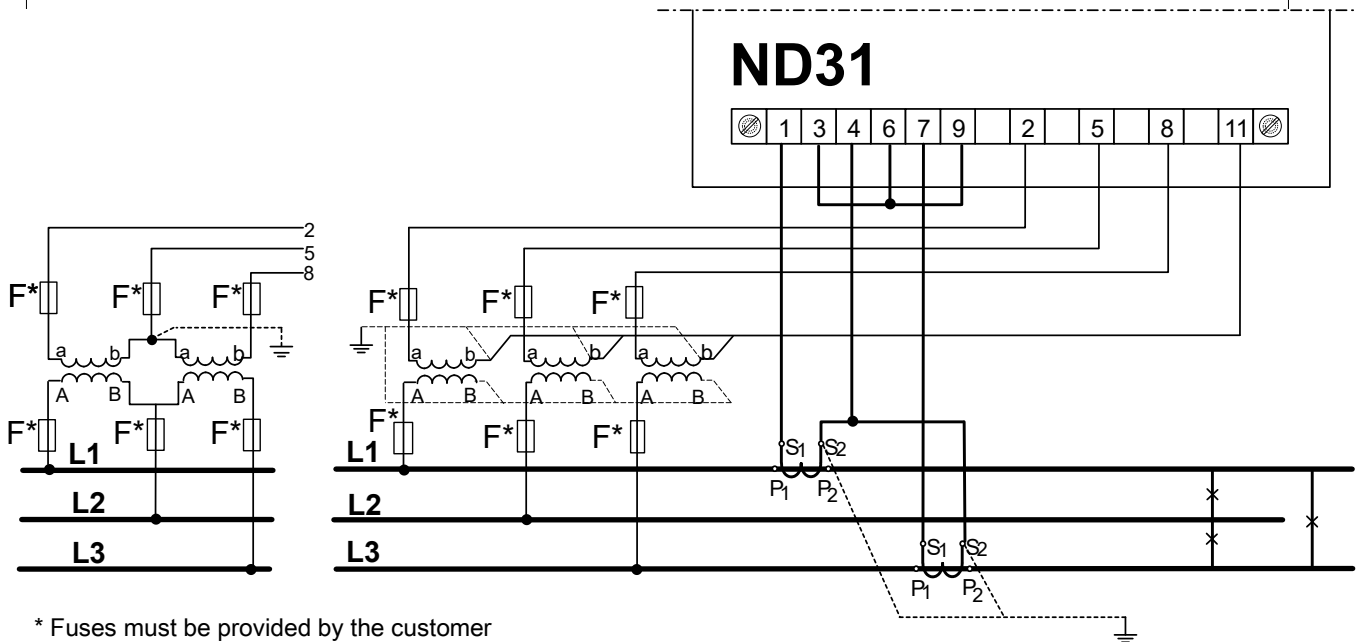 ND31
1 3 4 6 7 9 2 5 8 11
2
5
8
F* F* F* F* F* F*
a b a b a b a b a b
A B A B A B A B A B
F* F* F* F* F* F*
L1 L1 S1 S2
P1 P2
L2 L2
L3 L3 S1 S2
P1 P2
* Fuses must be provided by the customer